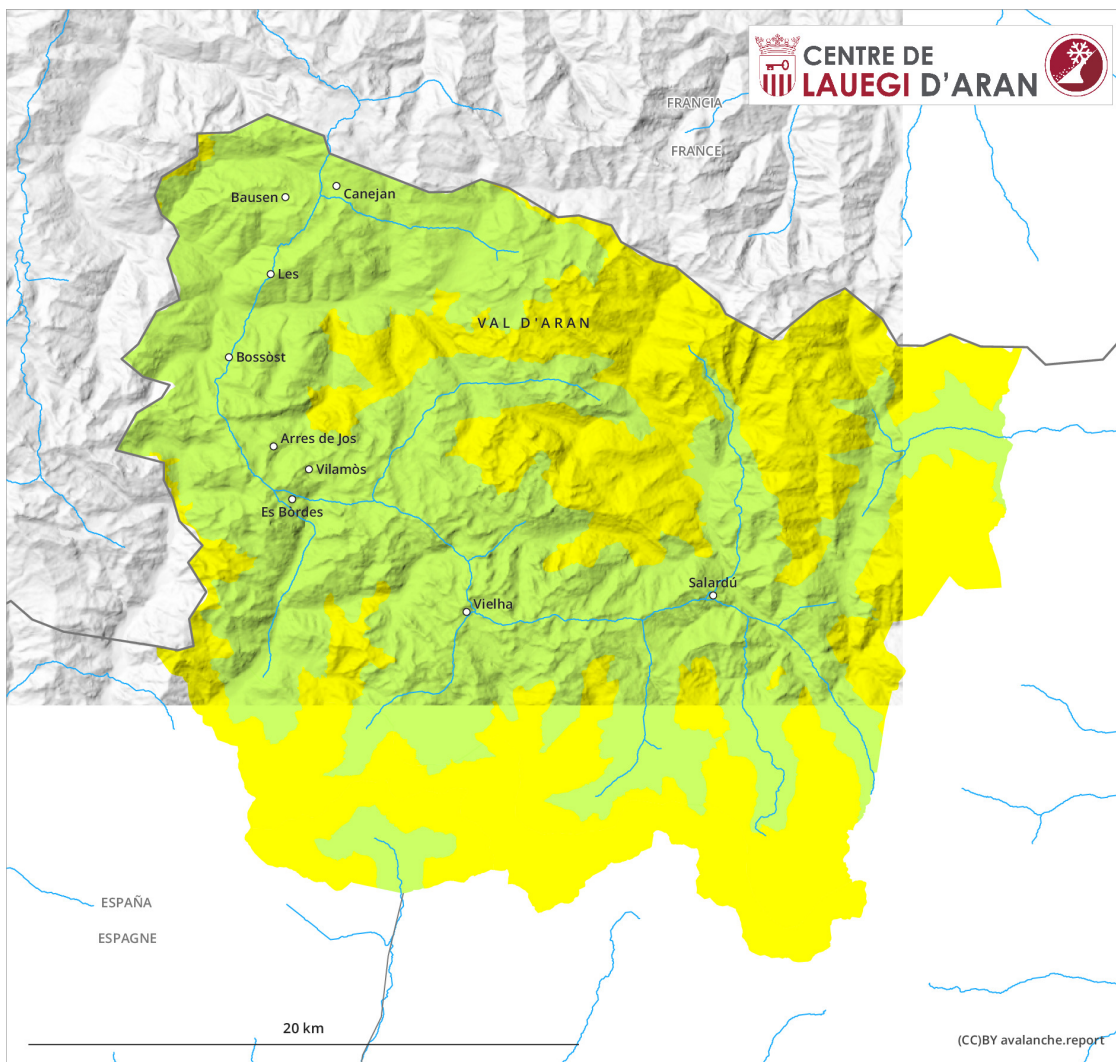 CENTRE DE
LAUEGI D'ARAN
FRANCIA
FRANCE
Bausen
Canejan
Les
VAL D'ARAN
Bossòst
Arres de Jos
Vilamòs
Es Bòrdes
Salardú
Vielha
ESPAÑA
ESPAGNE
20 km
(CC)BY avalanche.report